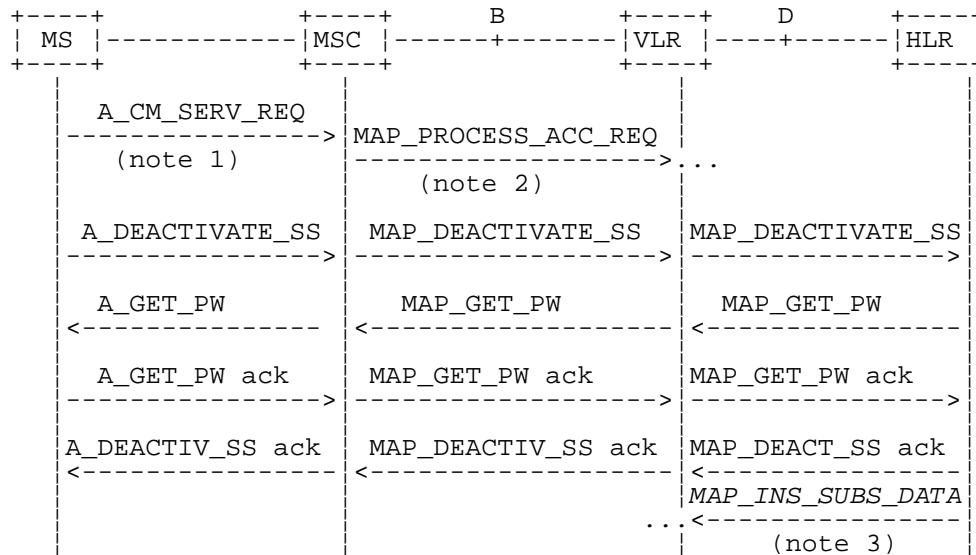 B D
MS MSC VLR HLR
A_CM_SERV_REQ
MAP_PROCESS_ACC_REQ
(note 1) ...
(note 2)
A_DEACTIVATE_SS MAP_DEACTIVATE_SS MAP_DEACTIVATE_SS
A_GET_PW MAP_GET_PW MAP_GET_PW
A_GET_PW ack MAP_GET_PW ack MAP_GET_PW ack
A_DEACTIV_SS ack MAP_DEACTIV_SS ack MAP_DEACT_SS ack
MAP_INS_SUBS_DATA
...
(note 3)